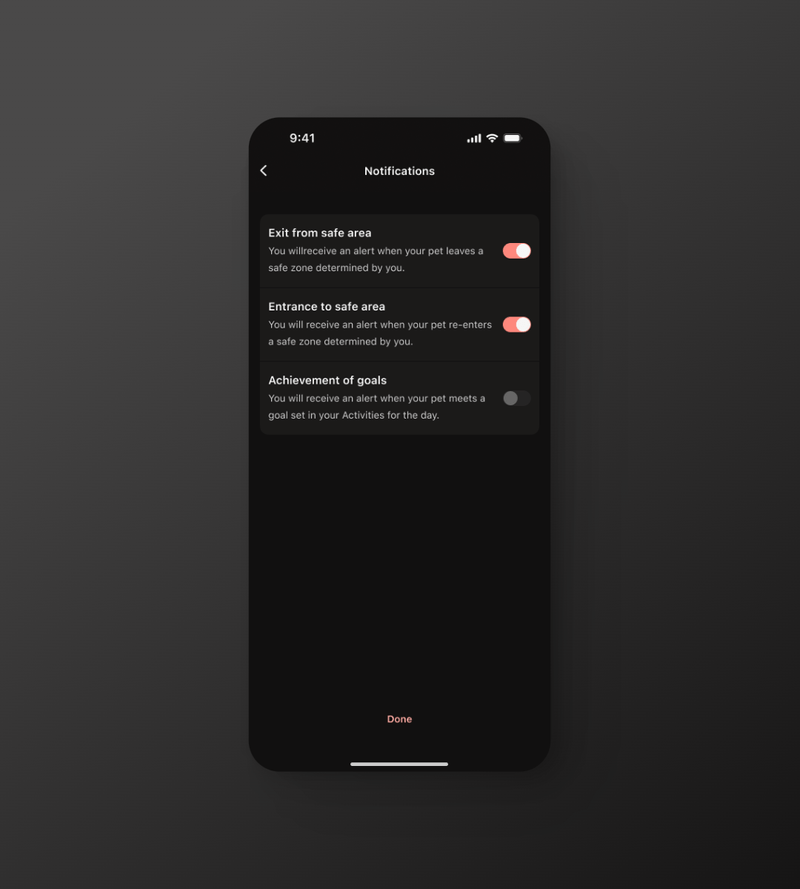 9:41
Notifications
Exit from safe area
You willreceive an alert when your pet leaves a
safe zone determined by you.
Entrance to safe area
You will receive an alert when your pet re-enters
a safe zone determined by you.
Achievement of goals
You will receive an alert when your pet meets a
goal set in your Activities for the day.
Done